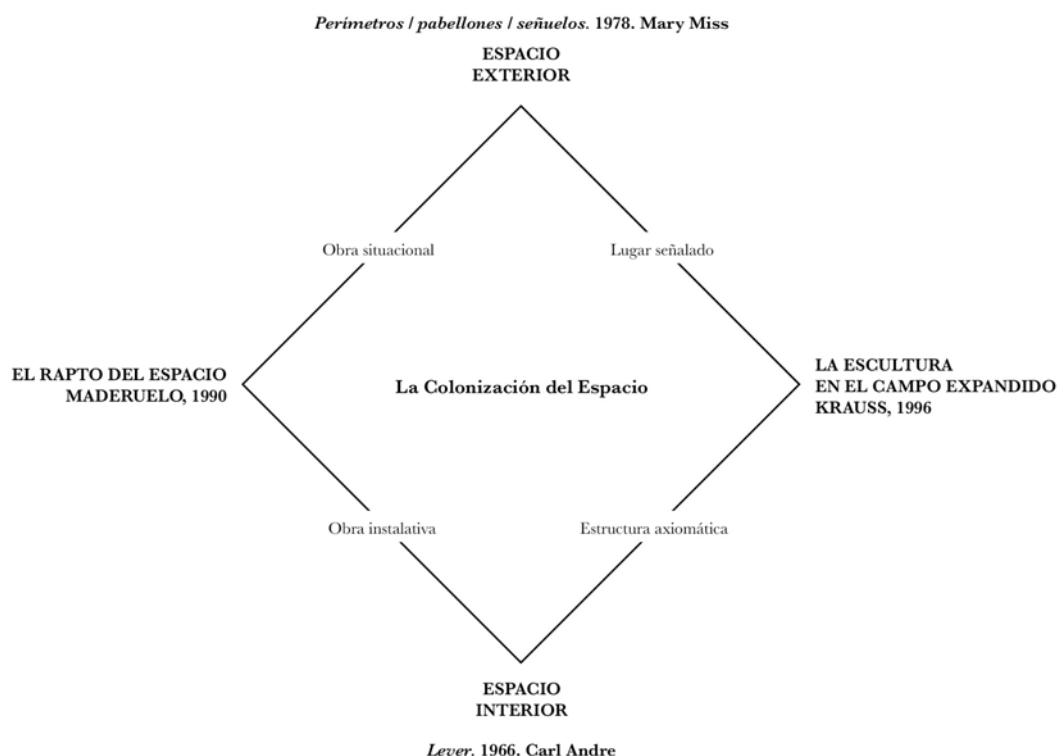 Perímetros / pabellones / señuelos. 1978. Mary Miss
ESPACIO
EXTERIOR
Obra situacional
Lugar señalado
EL RAPTO DEL ESPACIO
MADERUELO, 1990
La Colonización del Espacio
LA ESCULTURA
EN EL CAMPO EXPANDIDO
KRAUSS, 1996
Obra instalativa
Estructura axiomática
ESPACIO
INTERIOR
Lever. 1966. Carl Andre